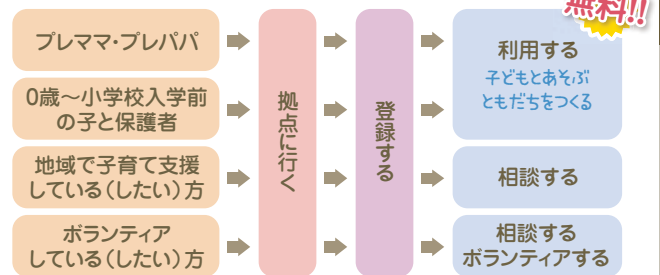 無料!!
プレママ・プレパパ
0歳～小学校入学前
の子と保護者
地域で子育て支援
している(したい)方
ボランティア
している(したい)方
拠点に行く
登録する
利用する
子どもとあそぶ
ともだちをつくる
相談する
相談する
ボランティアする